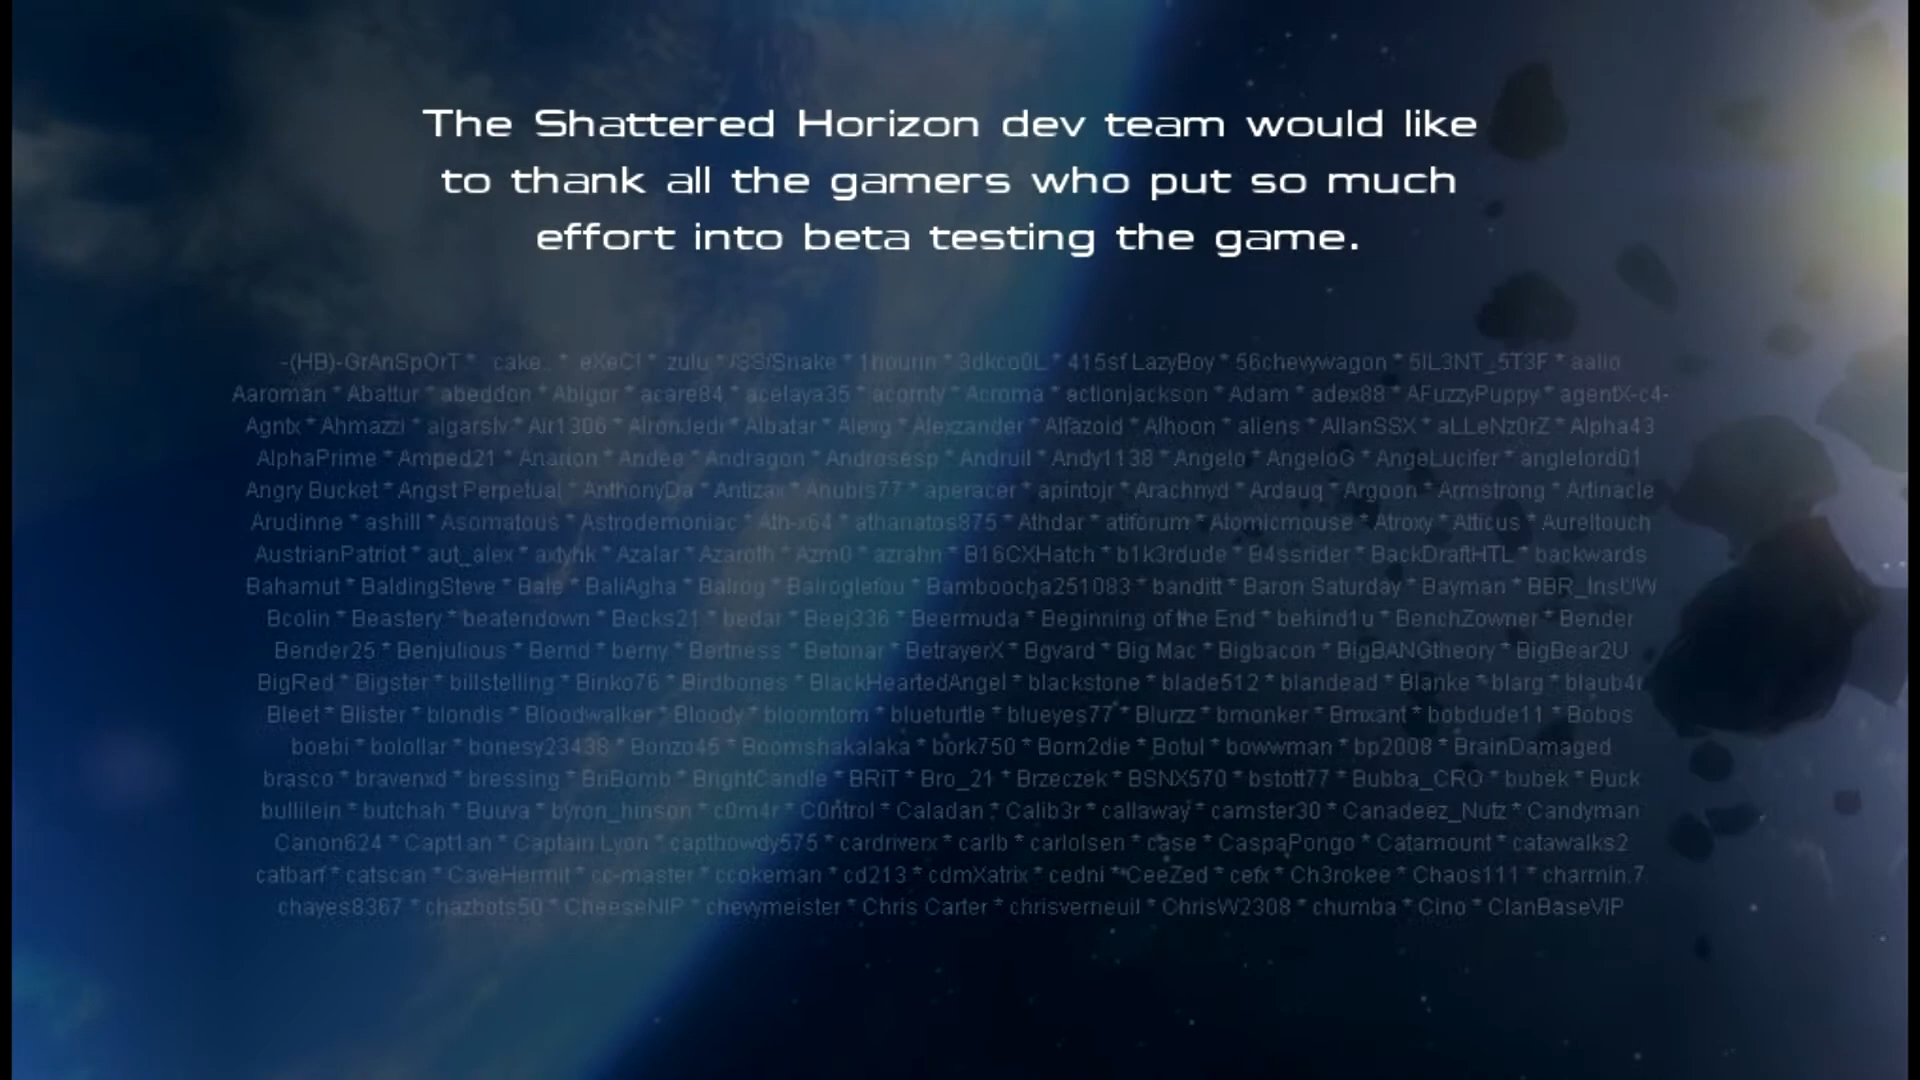 The Shattered Horizon dev team would like
to thank all the gamers who put so much
effort into beta testing the game.
-(HB)-GrAnSpOrT * _cake_ * _eXeC! * _zulu * /SS/Snake * 1hourin * 3dkco0L * 415sf LazyBoy * 56chevywagon * 5IL3NT_5T3F * aalio
Aaroman * Abattur * abeddon * Abigor * acare84 * acelaya35 * acornty * Acroma * actionjackson * Adam * adex88 * AFuzzyPuppy * agentX-c4-
Agntx * Ahmazzi * aigarslv * Air1306 * AlronJedi * Albatar * Alexg * Alexzander * Alfazoid * Alhoon * aliens * AllanSSX * aLLeNz0rZ * Alpha43
AlphaPrime * Amped21 * Anarion * Andee * Andragon * Androsesp * Andruil * Andy1138 * Angelo * AngeloG * AngeLucifer * anglelord01
Angry Bucket * Angst Perpetual * AnthonyDa * Antizax * Anubis77 * aperacer * apintojr * Arachnyd * Ardauq * Argoon * Armstrong * Artinacle
Arudinne * ashill * Asomatous * Astrodemoniac * Ath-x64 * athanatos875 * Athdar * atiforum * Atomicmouse * Atroxy * Atticus * Aureltouch
AustrianPatriot * aut_alex * axtyhk * Azalar * Azaroth * Azm0 * azrahn * B16CXHatch * b1k3rdude * B4ssrider * BackDraftHTL * backwards
Bahamut * BaldingSteve * Bale * BaliAgha * Balrog * Balroglefou * Bamboocha251083 * banditt * Baron Saturday * Bayman * BBR_InsUW
Bcolin * Beastery * beatendown * Becks21 * bedar * Beej336 * Beermuda * Beginning of the End * behind1u * BenchZowner * Bender
Bender25 * Benjulious * Bernd * berny * Bertness * Betonar * BetrayerX * Bgvard * Big Mac * Bigbacon * BigBANGtheory * BigBear2U
BigRed * Bigster * billstelling * Binko76 * Birdbones * BlackHeartedAngel * blackstone * blade512 * blandead * Blanke * blarg * blaub4r
Bleet * Blister * blondis * Bloodwalker * Bloody * bloomtom * blueturtle * blueyes77 * Blurzz * bmonker * Bmxant * bobdude11 * Bobos
boebi * bolollar * bonesy23438 * Bonzo45 * Boomshakalaka * bork750 * Born2die * Botul * bowwman * bp2008 * BrainDamaged
brasco * bravenxd * bressing * BriBomb * BrightCandle * BRiT * Bro_21 * Brzeczek * BSNX570 * bstott77 * Bubba_CRO * bubek * Buck
bullilein * butchah * Buuva * byron_hinson * c0m4r * C0ntrol * Caladan * Calib3r * callaway * camster30 * Canadeez_Nutz * Candyman
Canon624 * Capt1an * Captain Lyon * capthowdy575 * cardriverx * carlb * carlolsen * case * CaspaPongo * Catamount * catawalks2
catbarf * catscan * CaveHermit * cc-master * ccokeman * cd213 * cdmXatrix * cedni * CeeZed * cefx * Ch3rokee * Chaos111 * charmin.7
chayes8367 * chazbots50 * CheeseNIP * chevymeister * Chris Carter * chrisverneuil * ChrisW2308 * chumba * Cino * ClanBaseVIP